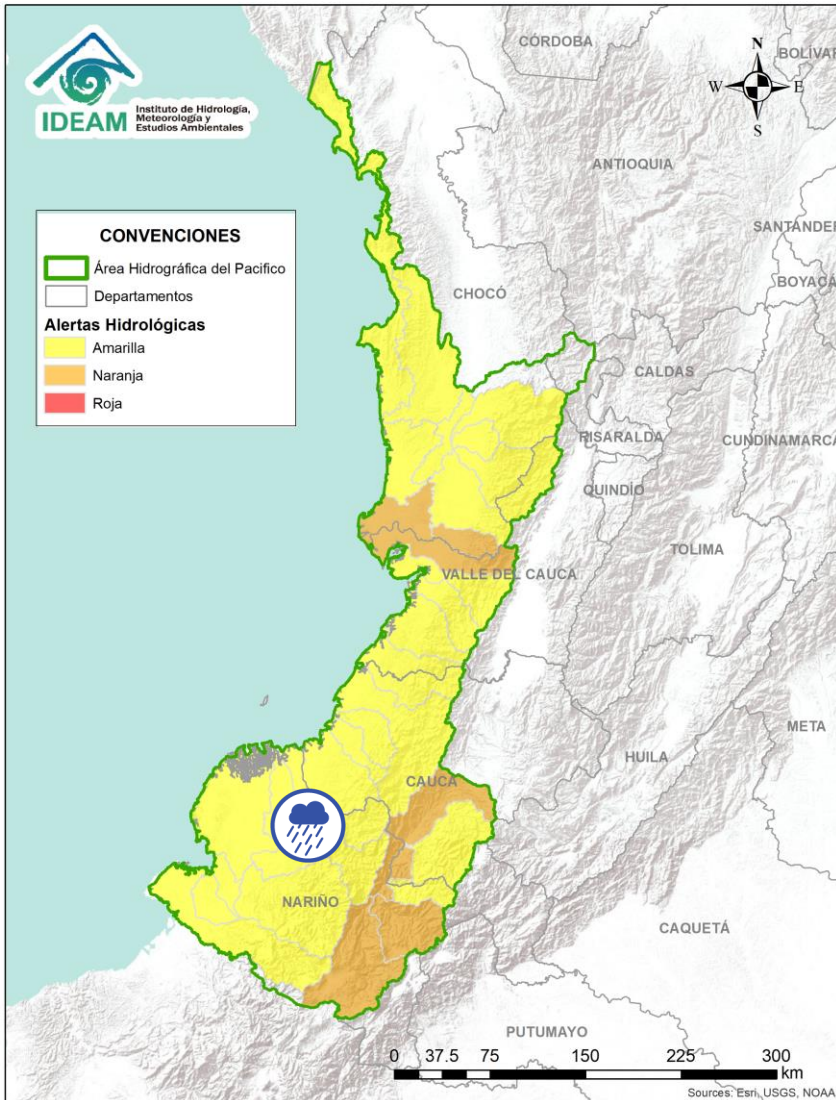 IDEAM
Instituto de Hidrología,
Meteorología y
Estudios Ambientales
CÓRDOBA
BOLÍVAR
N
W
E
S
ANTIOQUIA
SANTANDER
BOYACÁ
CONVENCIONES
Área Hidrográfica del Pacifico
Departamentos
Alertas Hidrológicas
Amarilla
Naranja
Roja
CHOCÓ
CALDAS
RISARALDA
CUNDINAMARCA
QUINDÍO
TOLIMA
VALLE DEL CAUCA
META
HUILA
CAUCA
NARIÑO
CAQUETÁ
PUTUMAYO
0 37.5 75 150 225 300
km
Sources: Esri, USGS, NOAA